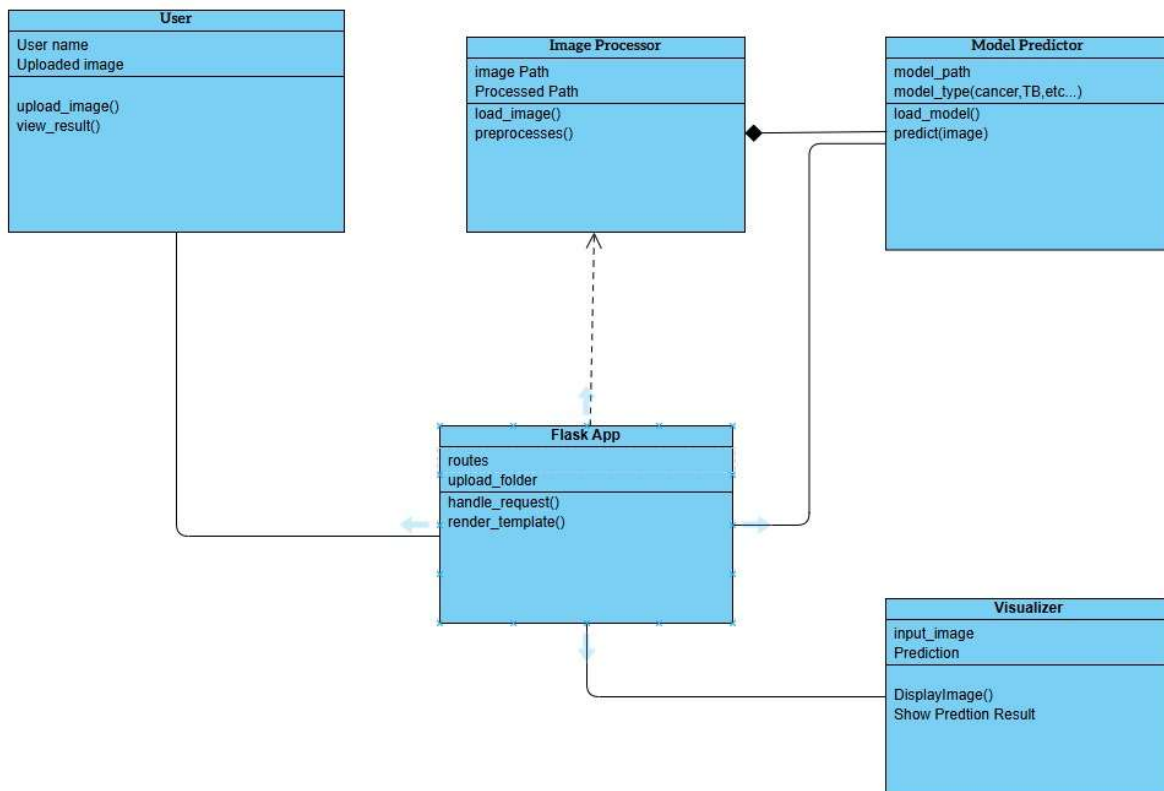 User
User name
Uploaded image
upload_image()
view_result()
Image Processor
image Path
Processed Path
load_image()
preprocesses()
Model Predictor
model_path
model_type(cancer,TB,etc...)
load_model()
predict(image)
Flask App
routes
upload_folder
handle_request()
render_template()
Visualizer
input_image
Prediction
DisplayImage()
Show Predtion Result